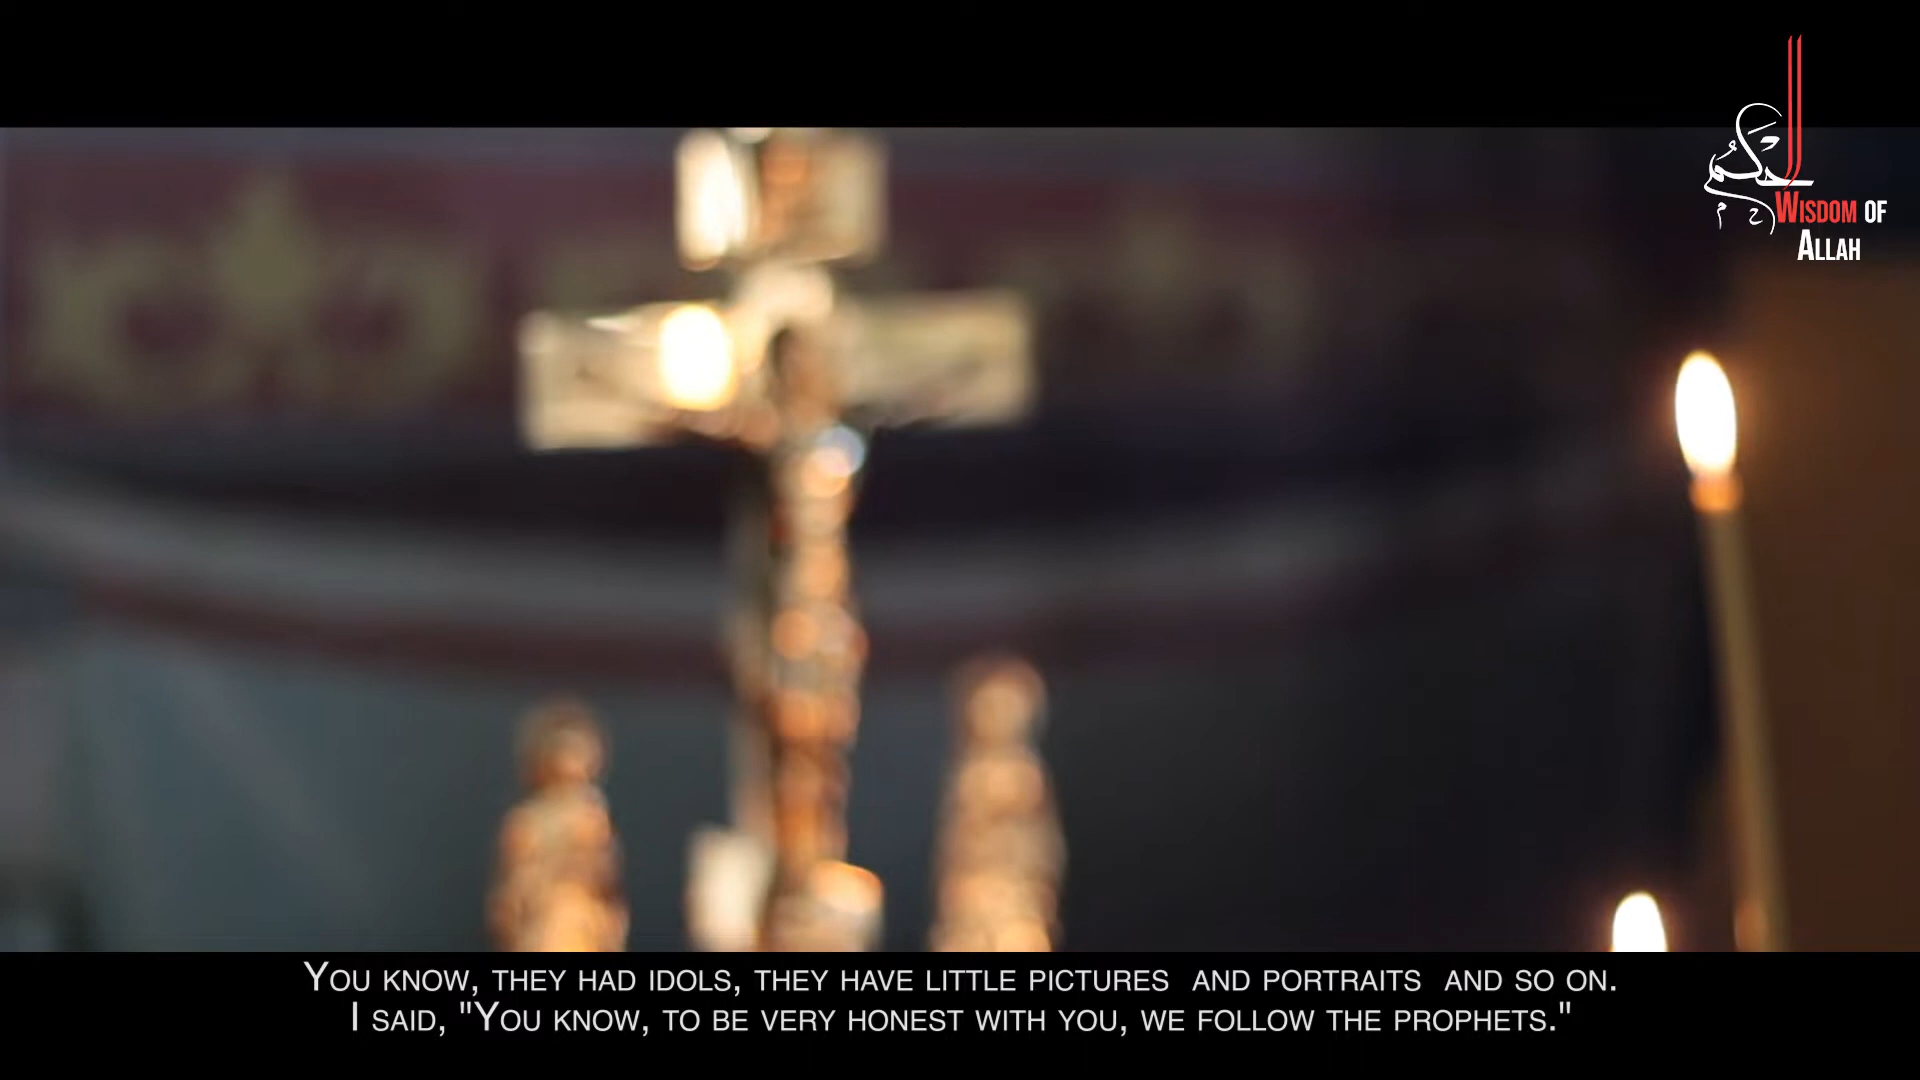 الحكم
WISDOM OF
ALLAH
YOU KNOW, THEY HAD IDOLS, THEY HAVE LITTLE PICTURES AND PORTRAITS AND SO ON.
I SAID, "YOU KNOW, TO BE VERY HONEST WITH YOU, WE FOLLOW THE PROPHETS."